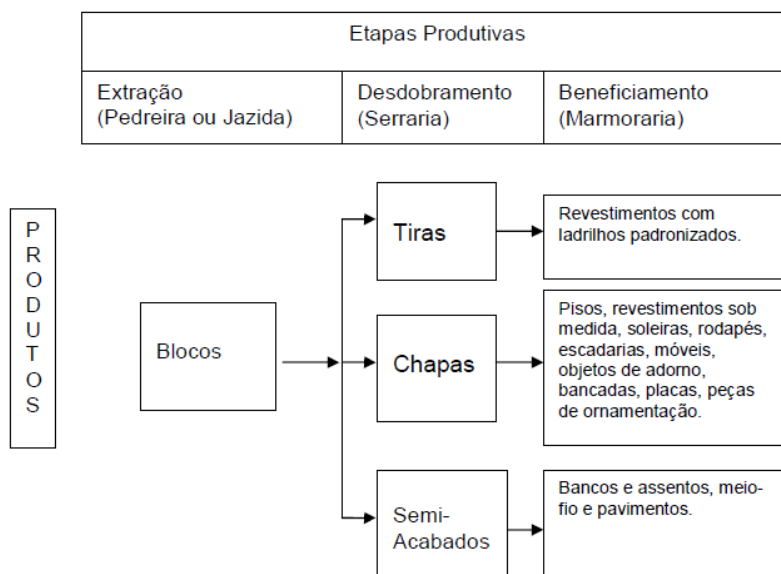 Etapas Produtivas
Extração
(Pedreira ou Jazida)
Desdobramento
(Serraria)
Beneficiamento
(Marmoraria)
P
R
O
D
U
T
O
S
Blocos
Tiras
Revestimentos com
ladrilhos padronizados.
Chapas
Pisos, revestimentos sob
medida, soleiras, rodapés,
escadarias, móveis,
objetos de adorno,
bancadas, placas, peças
de ornamentação.
Semi-
Acabados
Bancos e assentos, meio-
fio e pavimentos.